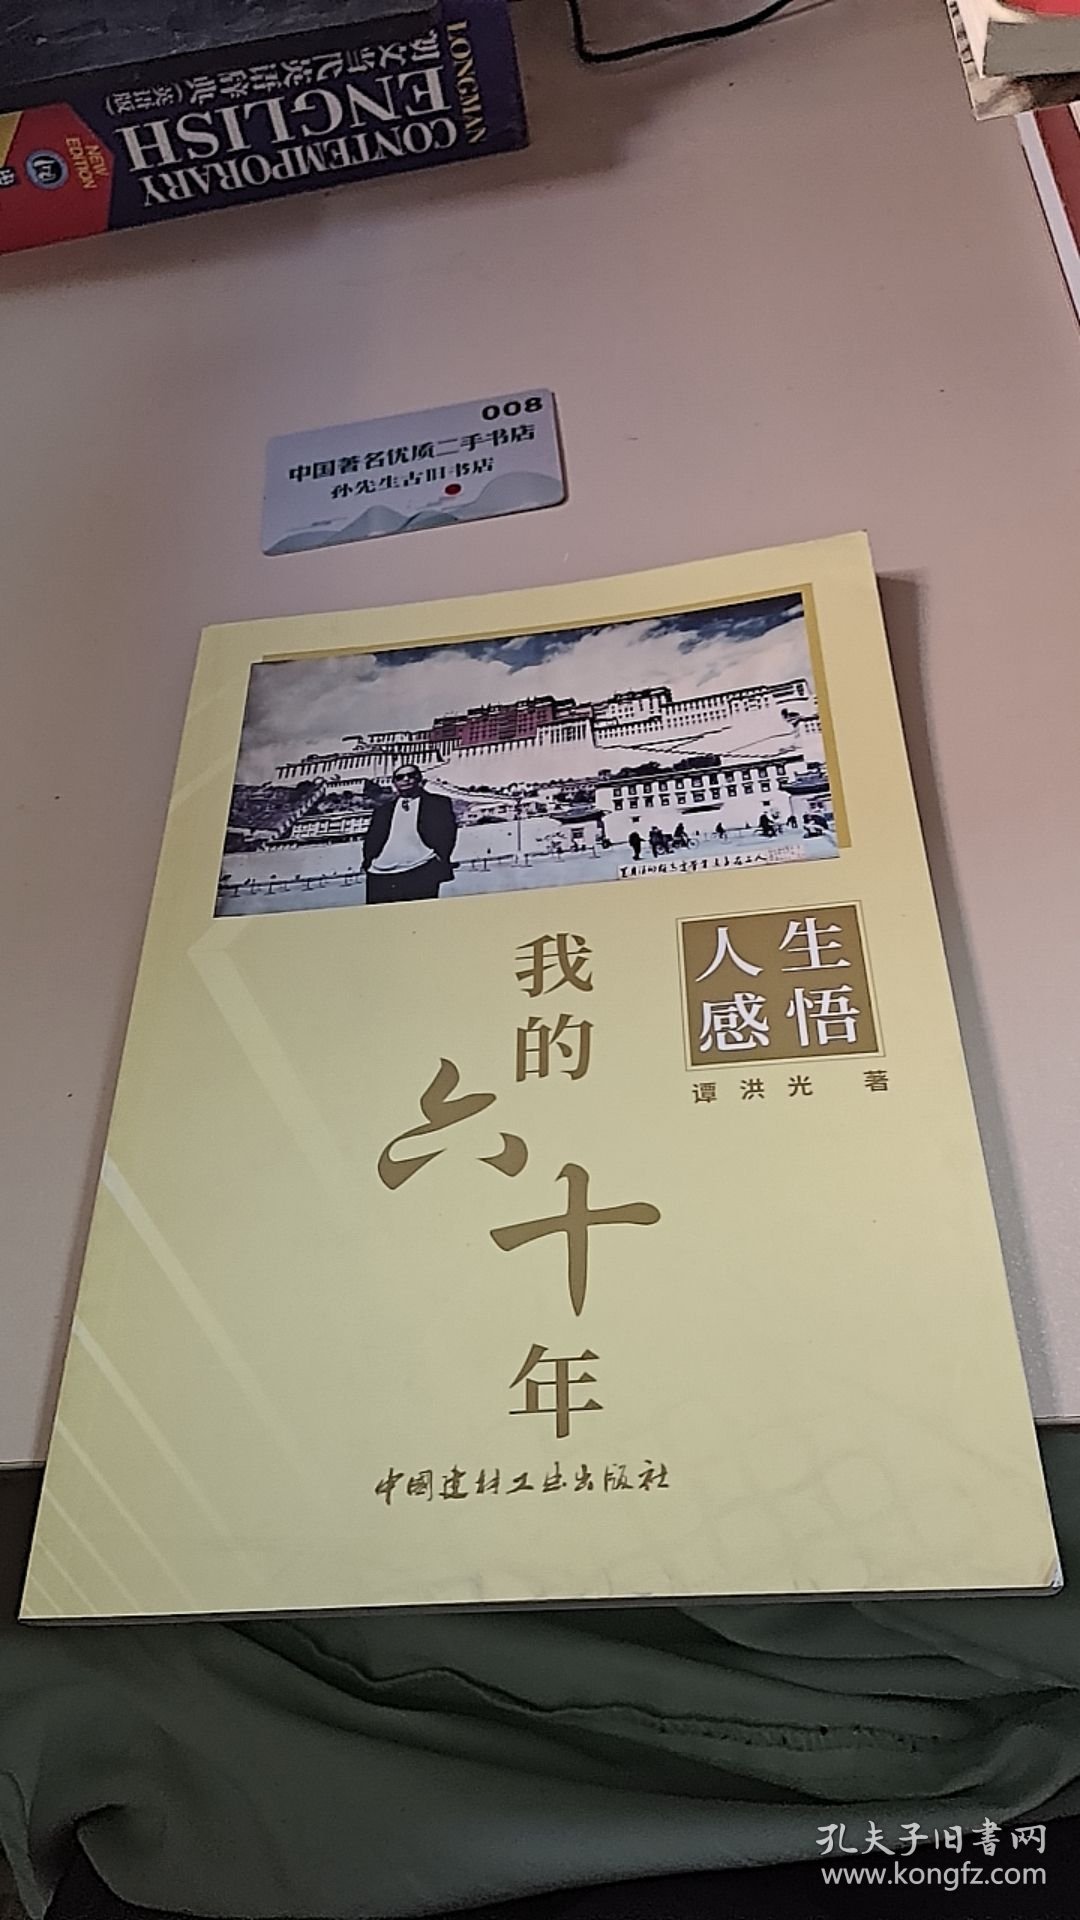 LONGMAN
CONTEMPORARY
ENGLISH
文当代英语辞典(英语版)
NEW
EDITION
008
中国著名优质二手书店
孙先生古旧书店
人生
感悟
谭洪光 著
我的六十年
中国建材工业出版社
孔夫子旧书网
www.kongfz.com